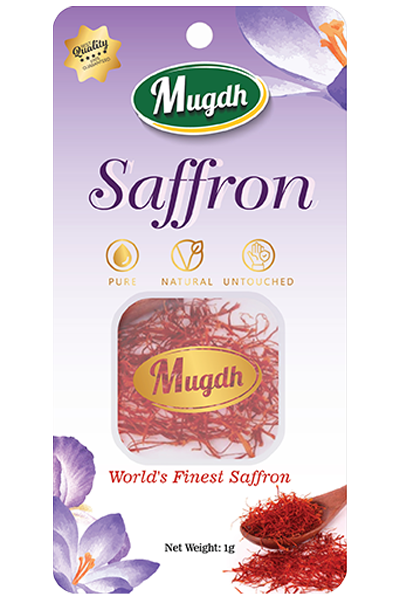 Quality
Mugdh
Saffron
PURE
NATURAL
UNTOUCHED
Mugdh
World's Finest Saffron
Net Weight: 1g